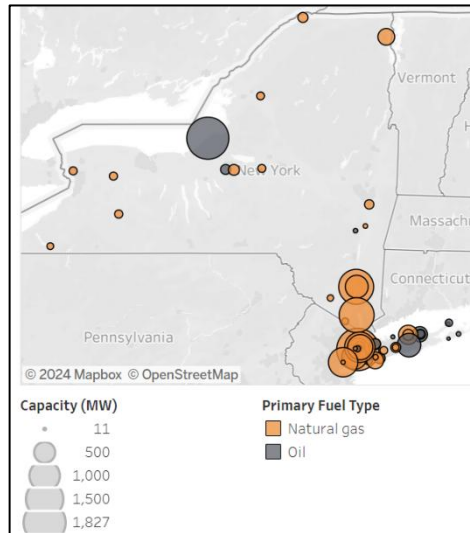 Vermont
New York
Massachu
Connecticut
Pennsylvania
© 2024 Mapbox © OpenStreetMap
Capacity (MW)
11
500
1,000
1,500
1,827
Primary Fuel Type
Natural gas
Oil